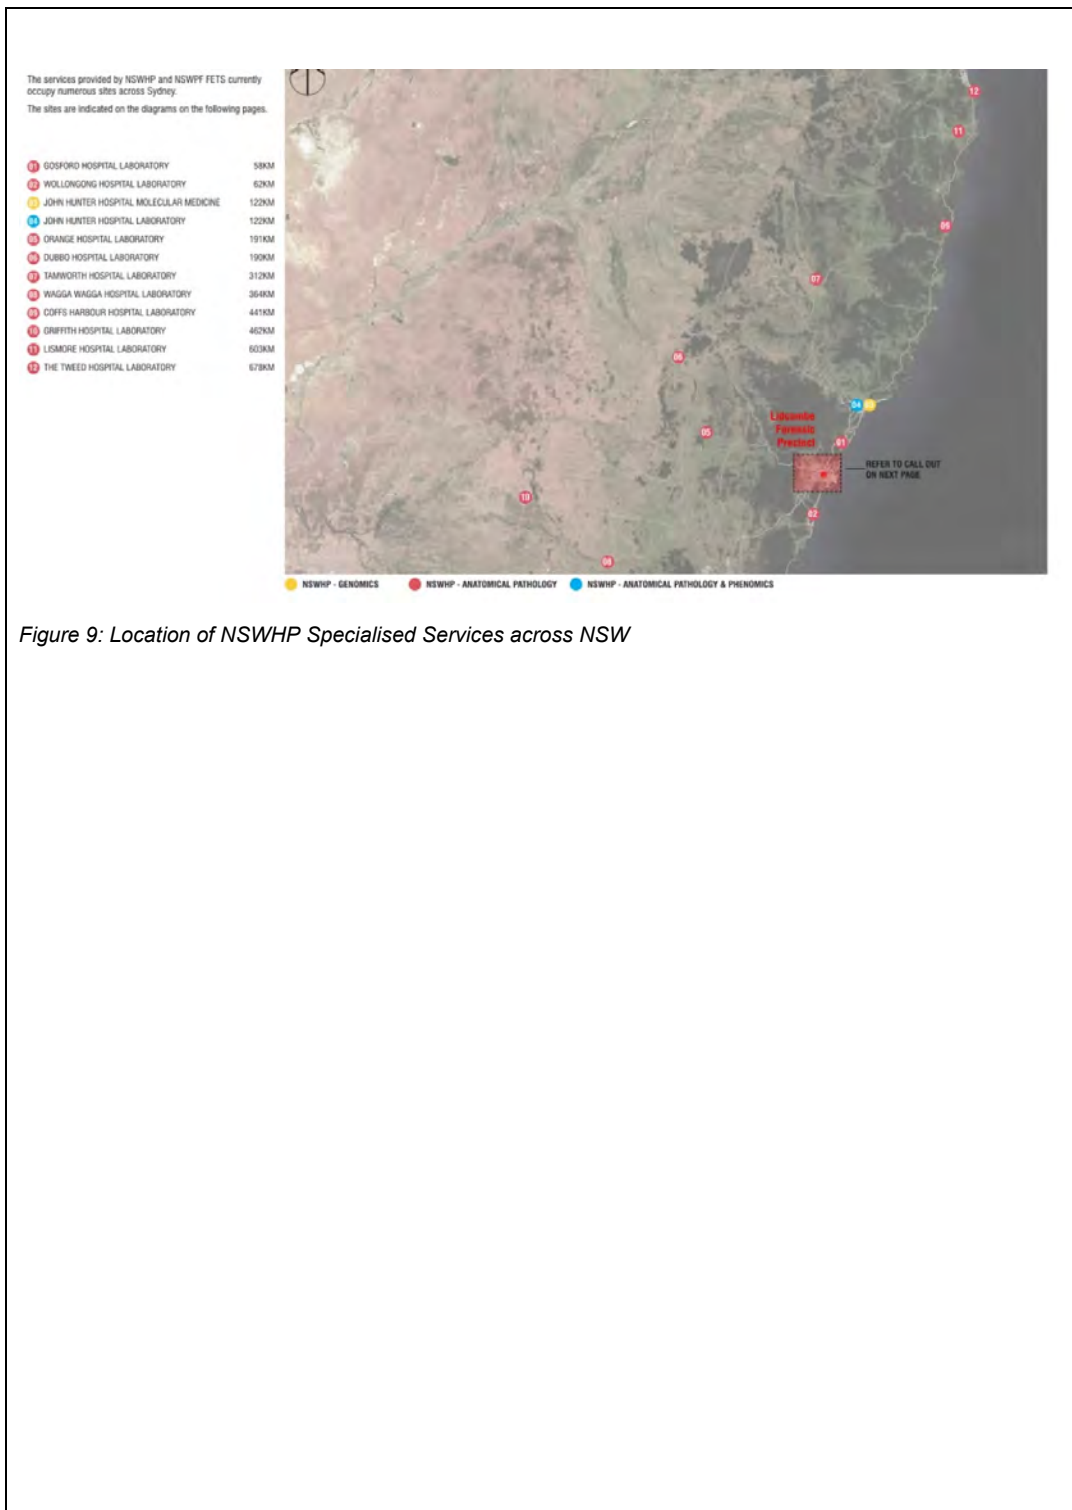 The services provided by NSWHP and NSWPF FETS currently
occupy numerous sites across Sydney.
The sites are indicated on the diagrams on the following pages.
01 GOSFORD HOSPITAL LABORATORY 58KM
02 WOLLONGONG HOSPITAL LABORATORY 62KM
03 JOHN HUNTER HOSPITAL MOLECULAR MEDICINE 122KM
04 JOHN HUNTER HOSPITAL LABORATORY 122KM
05 ORANGE HOSPITAL LABORATORY 191KM
06 DUBBO HOSPITAL LABORATORY 190KM
07 TAMWORTH HOSPITAL LABORATORY 312KM
08 WAGGA WAGGA HOSPITAL LABORATORY 364KM
09 COFFS HARBOUR HOSPITAL LABORATORY 441KM
10 GRIFFITH HOSPITAL LABORATORY 462KM
11 LISMORE HOSPITAL LABORATORY 603KM
12 THE TWEED HOSPITAL LABORATORY 678KM
12
11
09
07
06
04 03
05
Lidcombe
Forensic
Precinct
01
REFER TO CALL OUT
ON NEXT PAGE
10
02
08
NSWHP - GENOMICS NSWHP - ANATOMICAL PATHOLOGY NSWHP - ANATOMICAL PATHOLOGY & PHENOMICS
Figure 9: Location of NSWHP Specialised Services across NSW